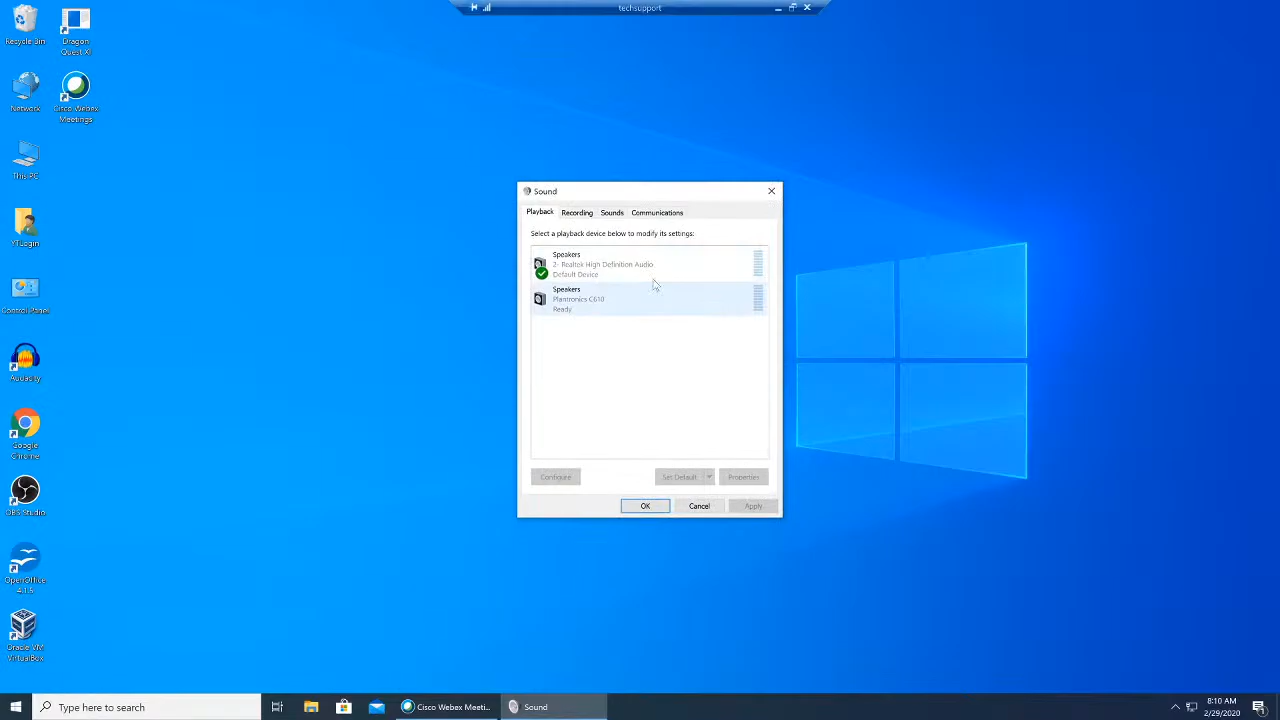 techsupport
Recycle Bin
Dragon
Quest XI
Network
Cisco Webex
Meetings
This PC
YTLogin
Control Panel
Audacity
Google
Chrome
OBS Studio
OpenOffice
4.1.5
Oracle VM
VirtualBox
Sound
Playback Recording Sounds Communications
Select a playback device below to modify its settings:
Speakers
2- Realtek High Definition Audio
Default Device
Speakers
Plantronics C610
Ready
Configure Set Default Properties
OK Cancel Apply
Type here to search
Cisco Webex Meeti...
Sound
8:10 AM
2/29/2020